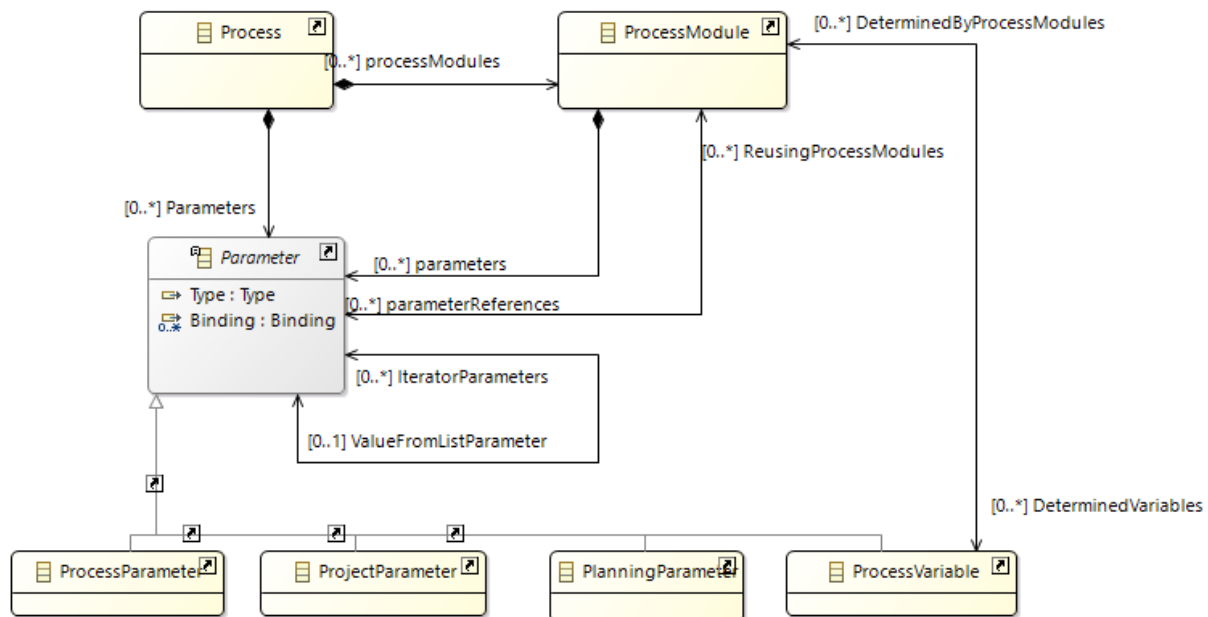 Process
ProcessModule
[0..*] DeterminedByProcessModules
[0..*] processModules
[0..*] ReusingProcessModules
[0..*] Parameters
Parameter
[0..*] parameters
Type : Type
[0..*] parameterReferences
0..*
Binding : Binding
[0..*] IteratorParameters
[0..1] ValueFromListParameter
[0..*] DeterminedVariables
ProcessParameter
ProjectParameter
PlanningParameter
ProcessVariable